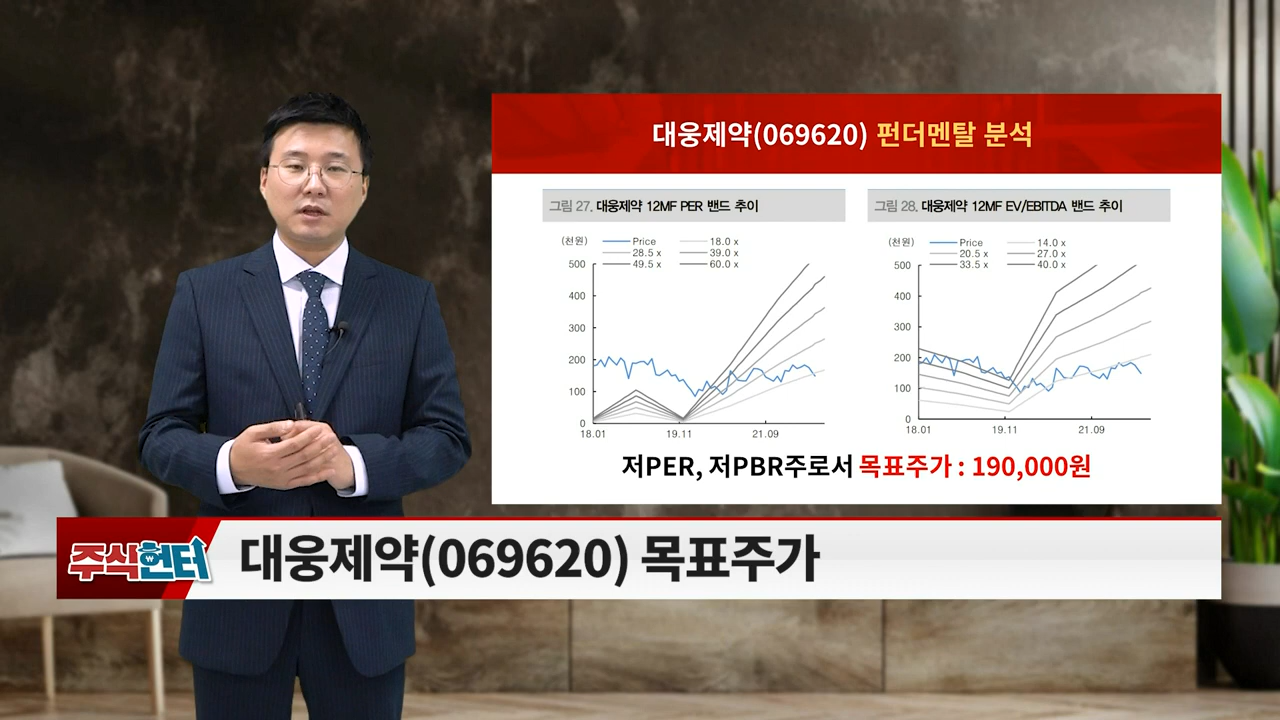 대웅제약(069620) 펀더멘탈 분석
그림 27. 대웅제약 12MF PER 밴드 추이
(천원)
Price 18.0 x
28.5 x 39.0 x
49.5 x 60.0 x
500
400
300
200
100
0
18.01 19.11 21.09
그림 28. 대웅제약 12MF EV/EBITDA 밴드 추이
(천원)
Price 14.0 x
20.5 x 27.0 x
33.5 x 40.0 x
500
400
300
200
100
0
18.01 19.11 21.09
저PER, 저PBR주로서 목표주가 : 190,000원
주식헌터 대웅제약(069620) 목표주가